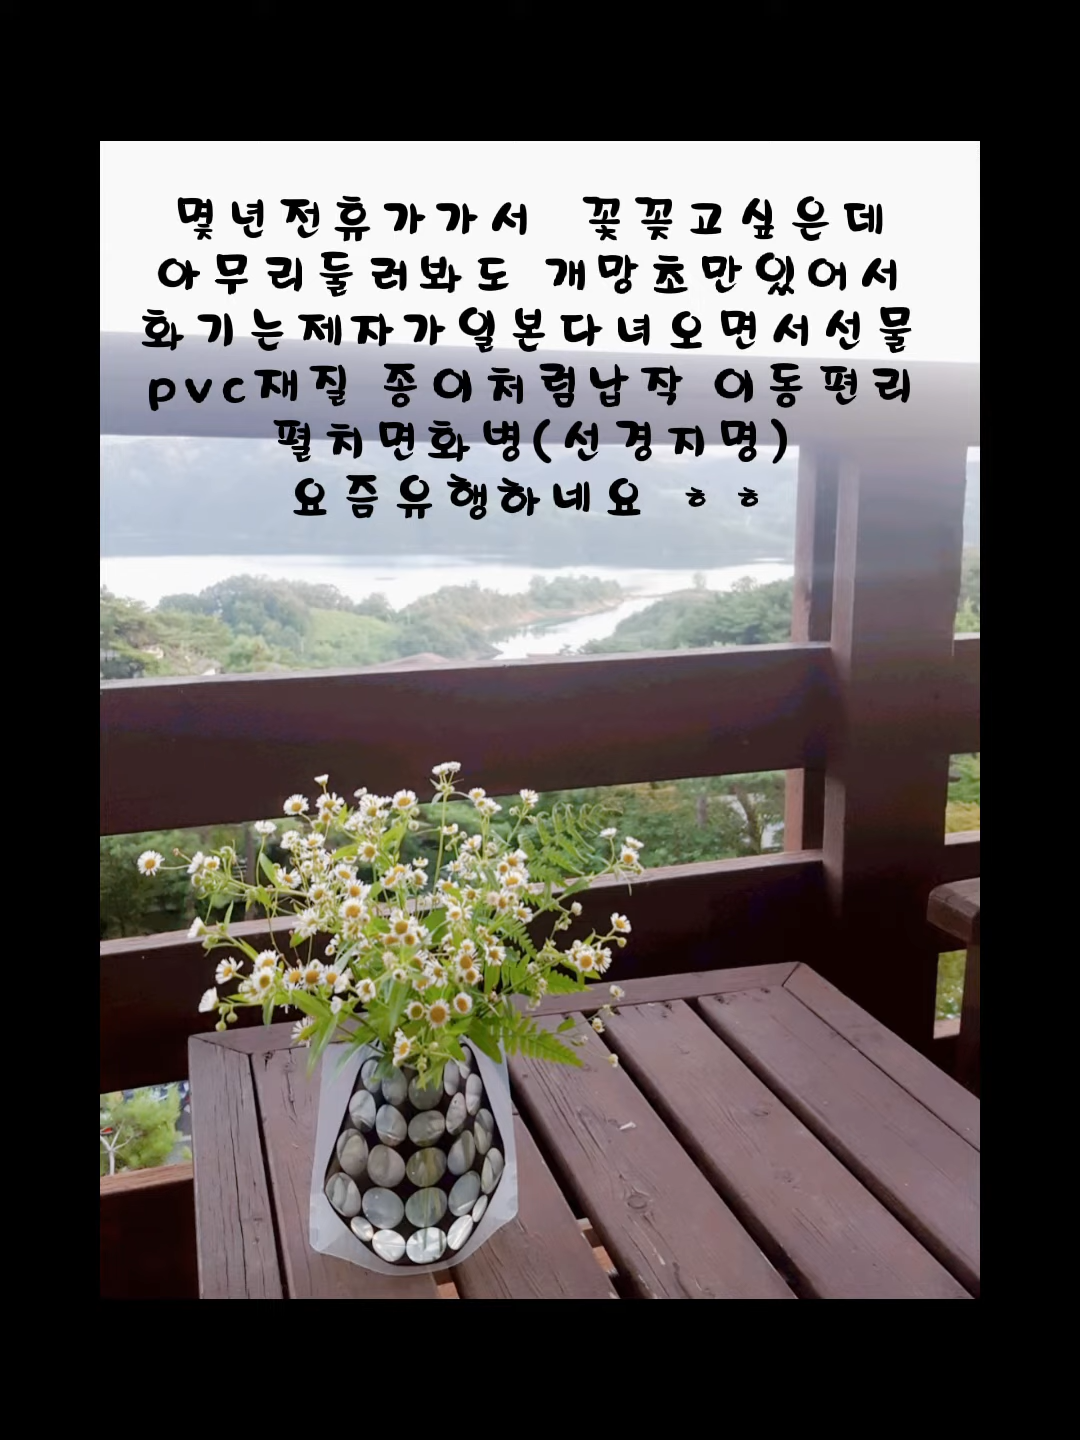 몇년전휴가가서 꽃꽂고싶은데
아무리둘러봐도 개망초만있어서
화기는제자가일본다녀오면서선물
pvc재질 종이처럼납작 이동편리
펼치면화병(선경지명)
요즘유행하네요 ㅎㅎ